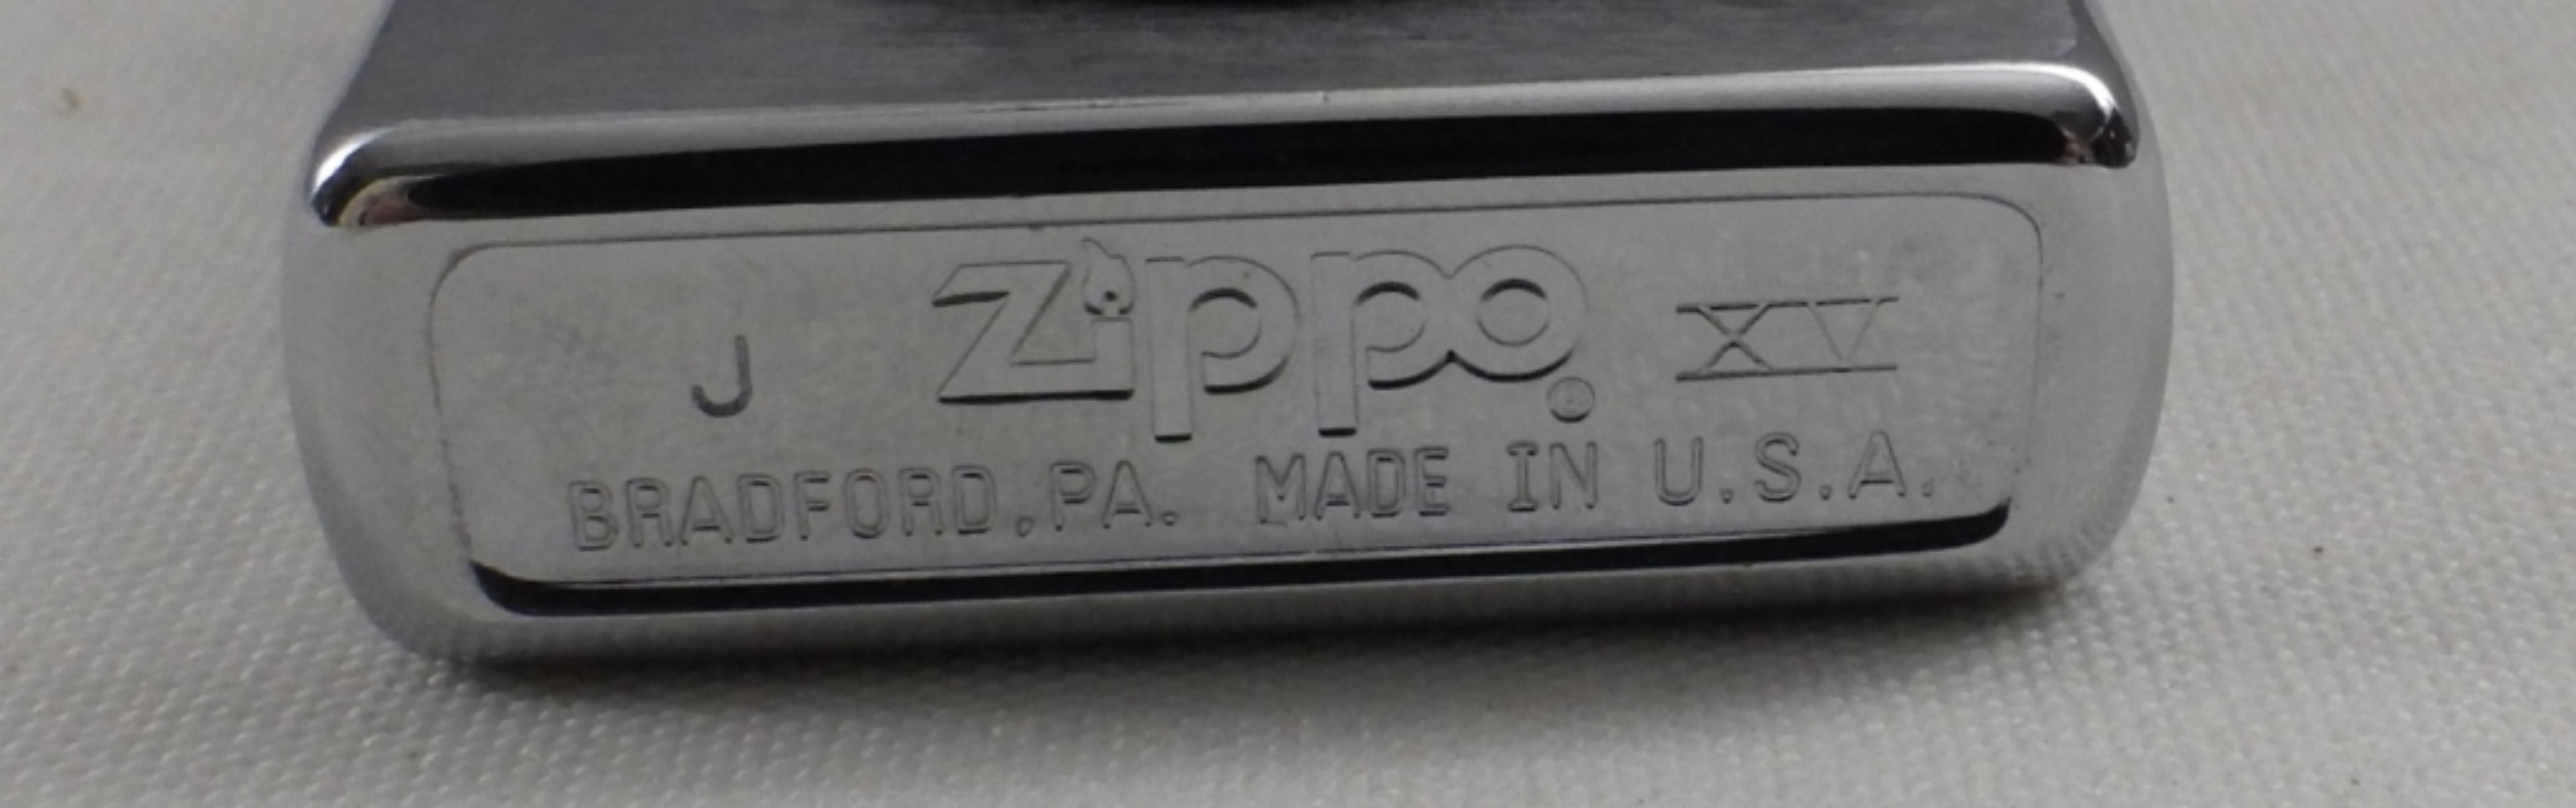 J Zippo® XV
BRADFORD, PA. MADE IN U.S.A.